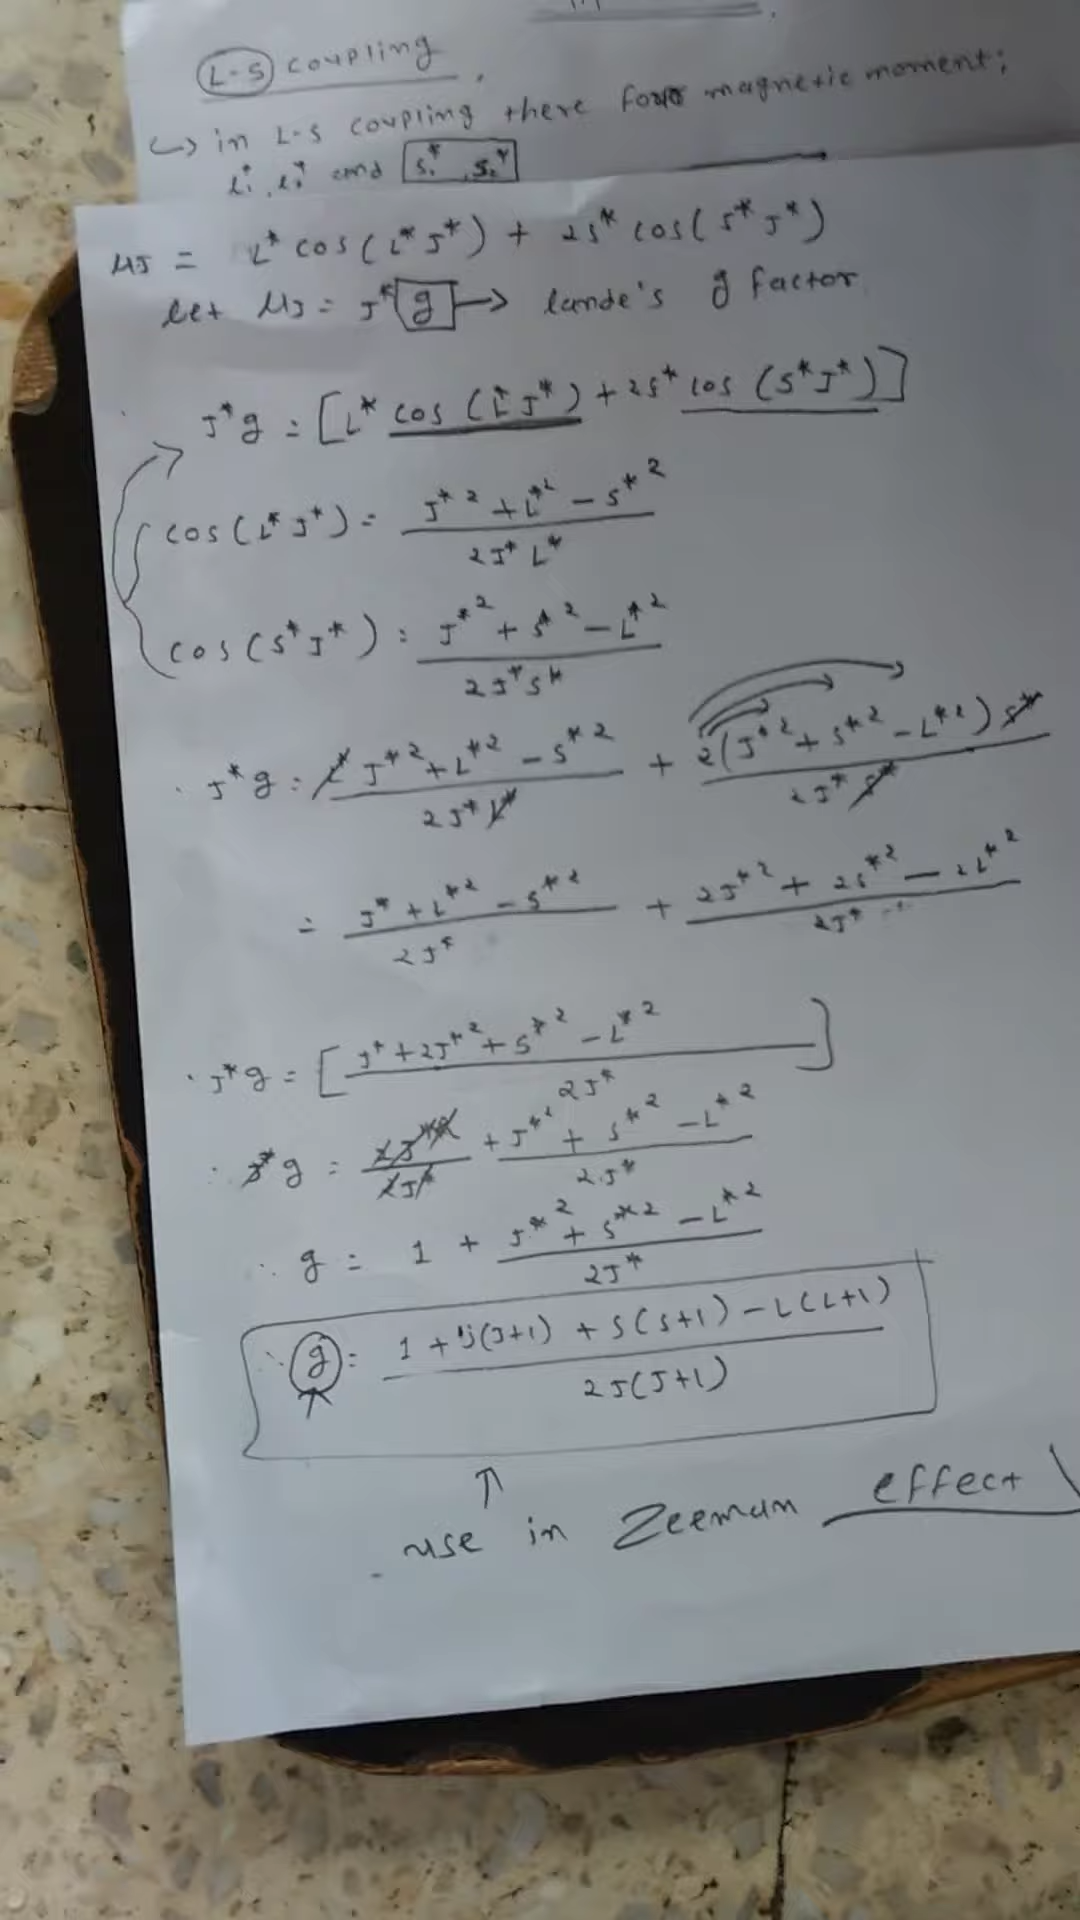 L-S coupling
↪ in L-S coupling there four magnetic moment;
l₁*, l₂* and s₁*, s₂*
μJ = L* cos(L*J*) + 2S* cos(S*J*)
let μJ = J* g → lande's g factor
J*g = [L* cos(L*J*) + 2S* cos(S*J*)]
cos(L*J*) = (J*² + L*² - S*²) / 2J*L*
cos(S*J*) = (J*² + S*² - L*²) / 2J*S*
∴ J*g = L* J*² + L*² - S*² / 2J*L* + 2(J*² + S*² - L*²) S* / 2J*S*
= J* + L*² - S*² / 2J* + 2J*² + 2S*² - 2L*² / 2J*
∴ J*g = [J* + 2J*² + S*² - L*² / 2J*]
∴ J*g = 2J*² / 2J* + J*² + S*² - L*² / 2J*
∴ g = 1 + J*² + S*² - L*² / 2J*
∴ g = 1 + J(J+1) + S(S+1) - L(L+1) / 2J(J+1)
↑
use in Zeeman effect